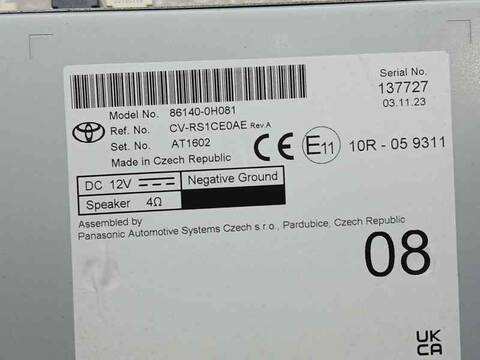 Serial No.
137727
03.11.23
Model No. 86140-0H081
Ref. No. CV-RS1CE0AE Rev A
Set. No. AT1602
Made in Czech Republic
CE E11 10R - 05 9311
DC 12V Negative Ground
Speaker 4Ω
Assembled by
Panasonic Automotive Systems Czech s.r.o., Pardubice, Czech Republic
08
UK
CA